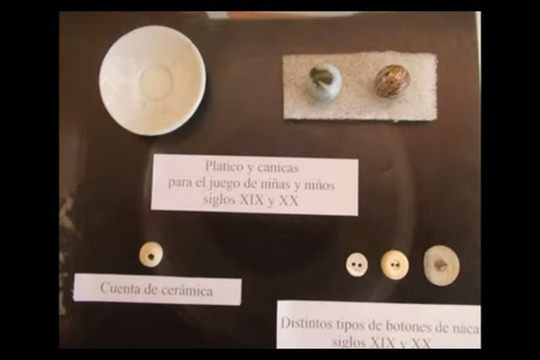 Platico y canicas
para el juego de niñas y niños
siglos XIX y XX
Cuenta de cerámica
Distintos tipos de botones de náca
siglos XIX y XX